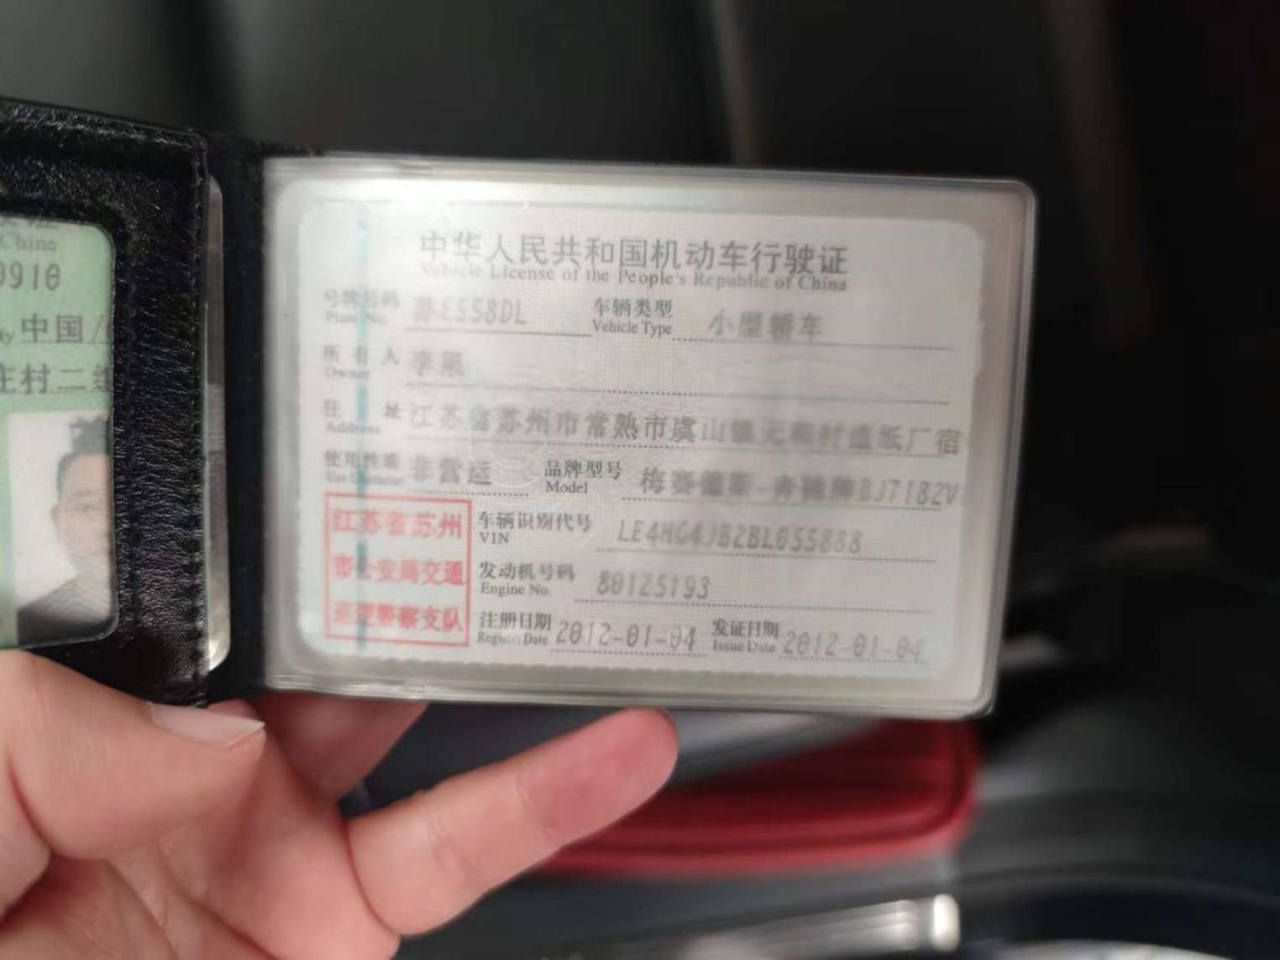 China
0910
中国
庄村二组
中华人民共和国机动车行驶证
Vehicle License of the People's Republic of China
号牌号码 苏E558DL 车辆类型 小型轿车
Plate No. Vehicle Type
所有人 李果
Owner
住址 江苏省苏州市常熟市虞山镇元和村造纸厂宿
Address
使用性质 非营运 品牌型号 梅赛德斯-奔驰牌BJ7182V
Use Character Model
江苏省苏州
市公安局交通
巡逻警察支队
车辆识别代号 LE4HG4JB2BL055888
VIN
发动机号码 80125193
Engine No.
注册日期 2012-01-04 发证日期 2012-01-04
Register Date Issue Date